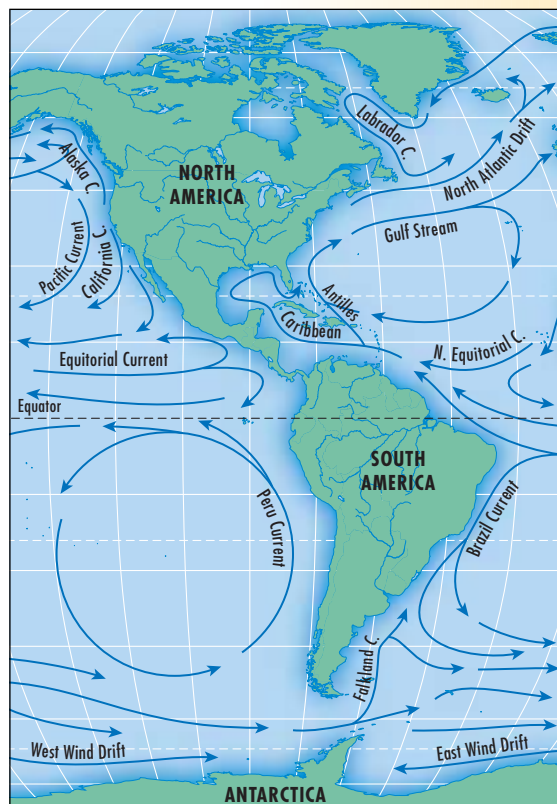 Labrador C.
North Atlantic Drift
Alaska C.
NORTH
AMERICA
Gulf Stream
Pacific Current
California C.
Antilles
Caribbean
N. Equitorial C.
Equitorial Current
Equator
SOUTH
AMERICA
Peru Current
Brazil Current
Falkland C.
West Wind Drift
East Wind Drift
ANTARCTICA